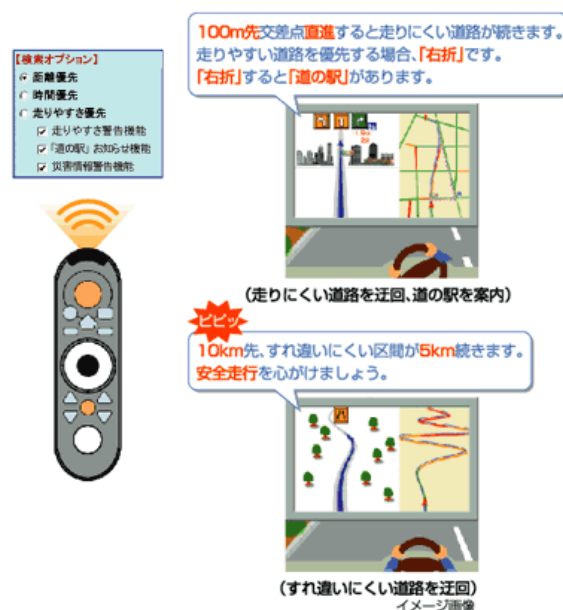 【検索オプション】
距離優先
時間優先
走りやすさ優先
走りやすさ警告機能
「道の駅」お知らせ機能
災害情報警告機能
100m先交差点直進すると走りにくい道路が続きます。
走りやすい道路を優先する場合、「右折」です。
「右折」すると「道の駅」があります。
(走りにくい道路を迂回、道の駅を案内)
ピピッ
10km先、すれ違いにくい区間が5km続きます。
安全走行を心がけましょう。
(すれ違いにくい道路を迂回)
イメージ画像